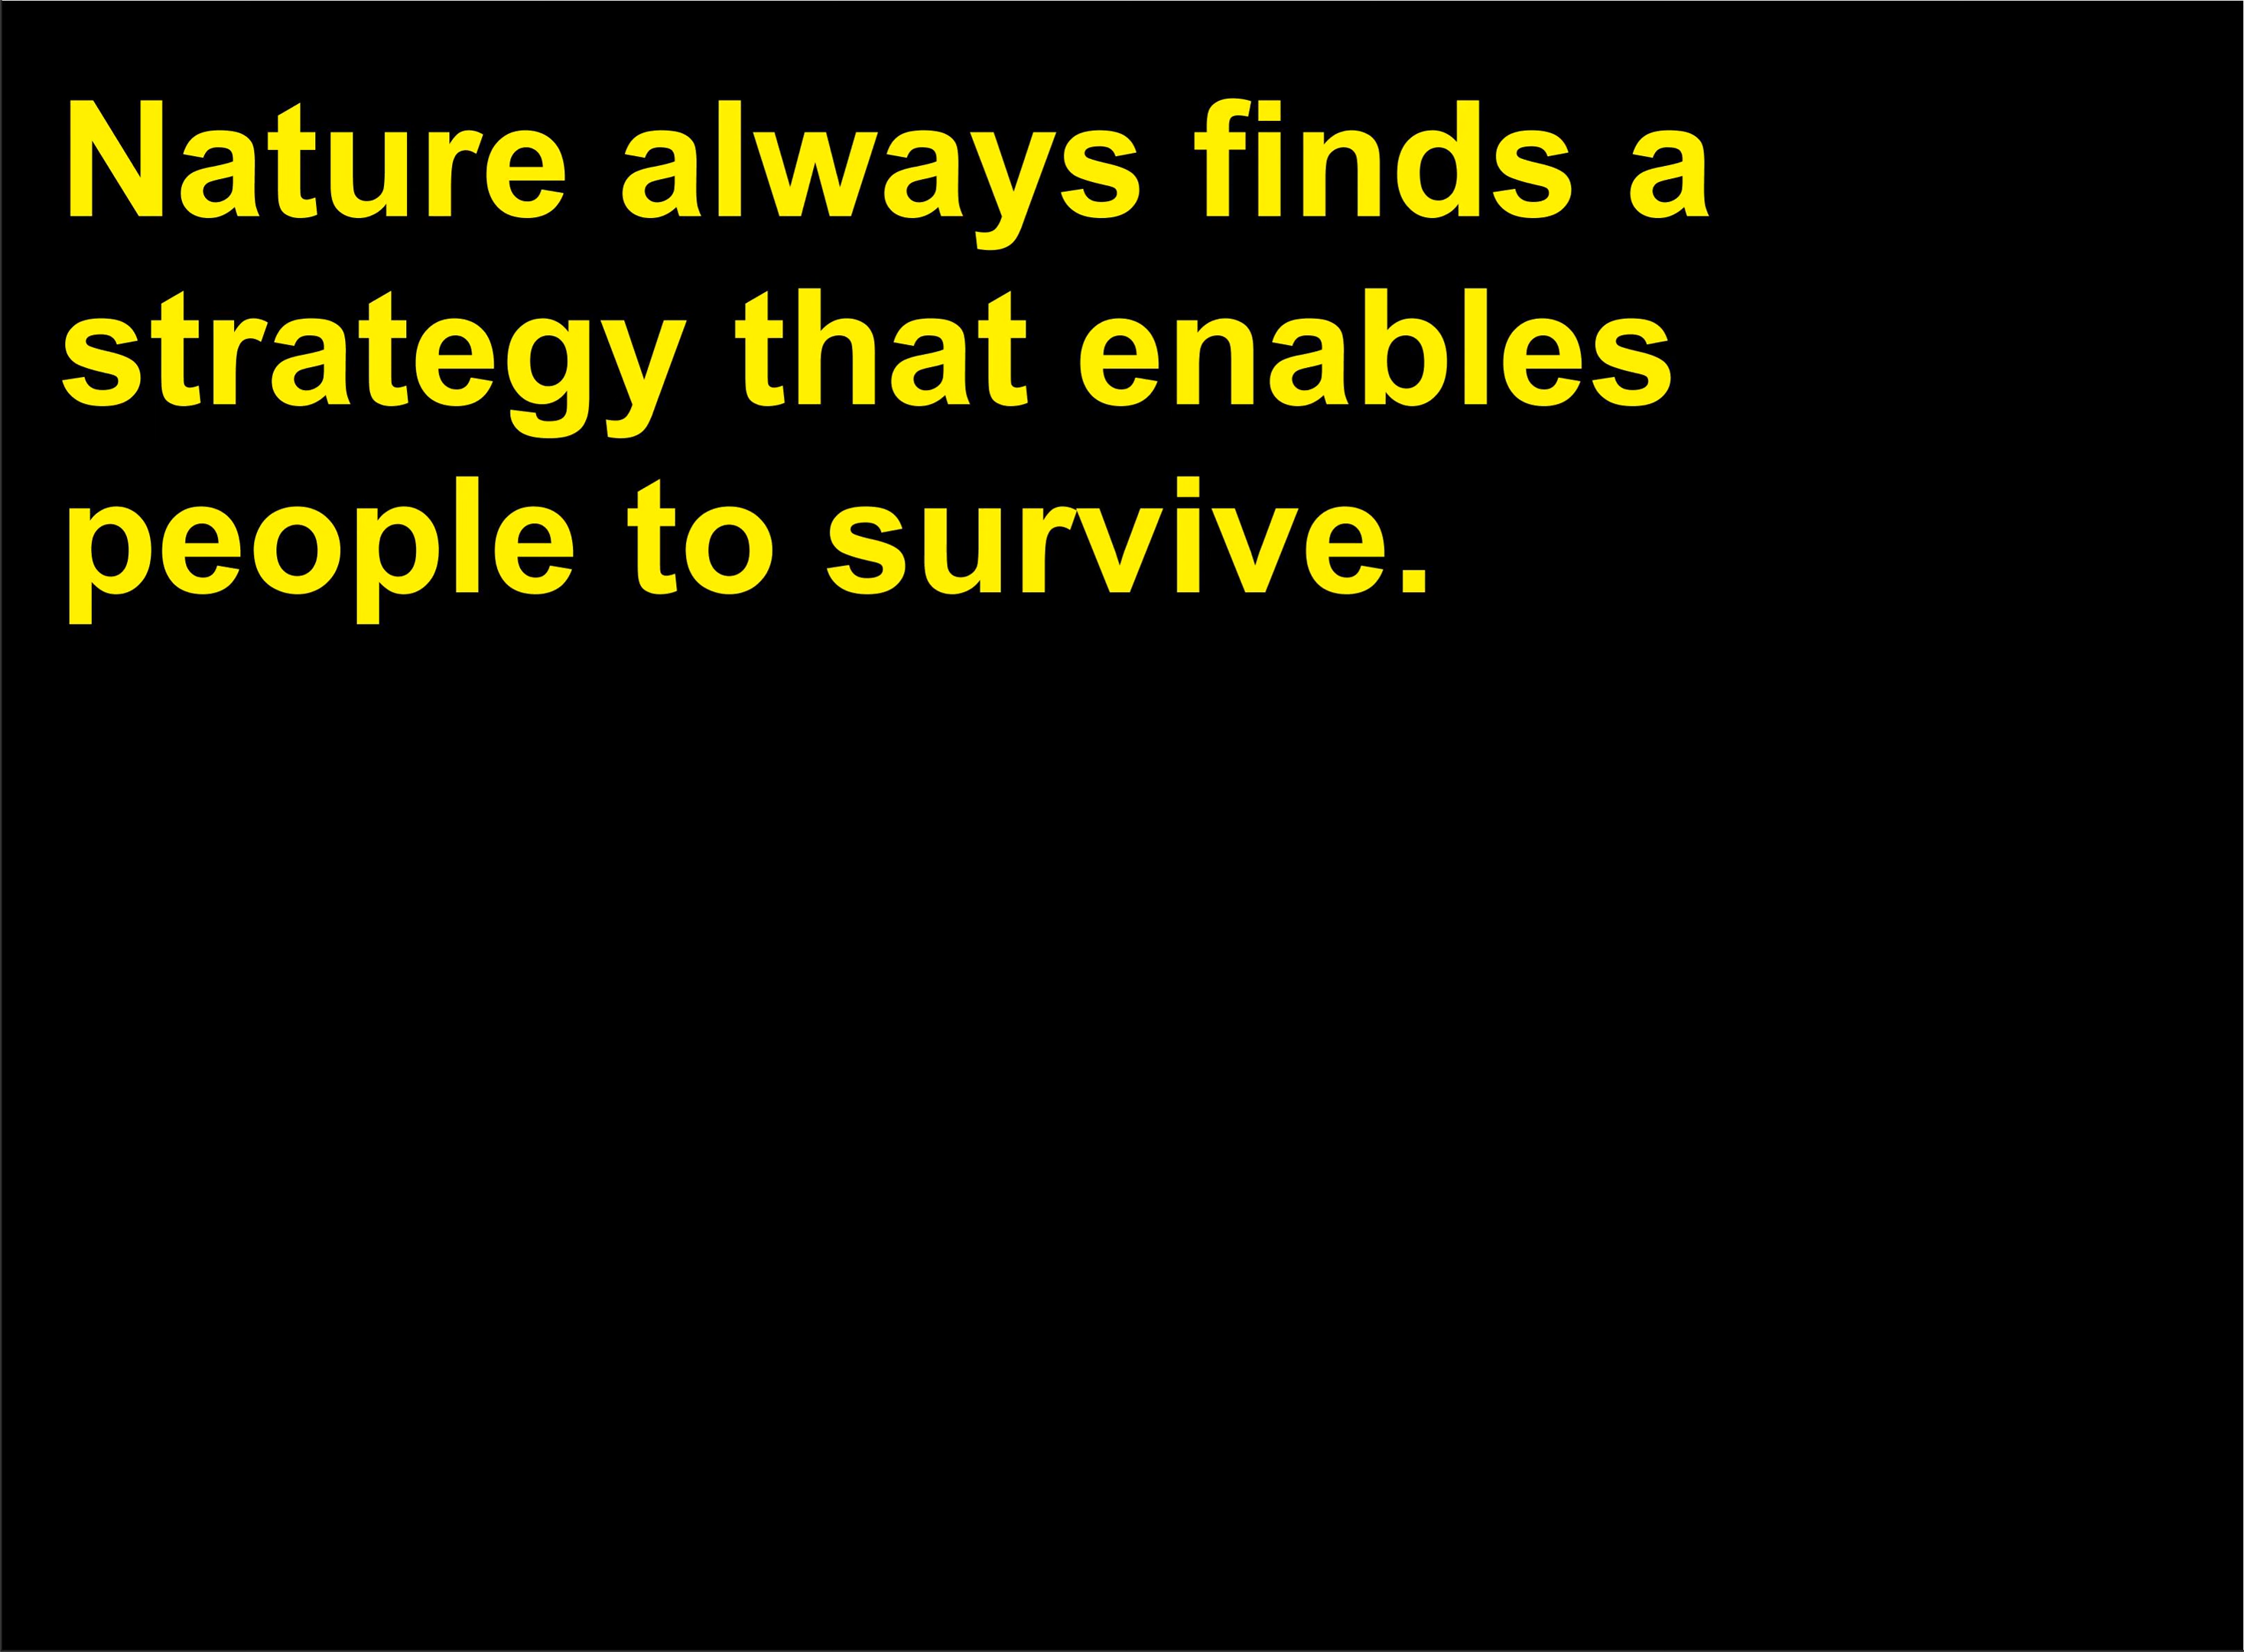 Nature always finds a
strategy that enables
people to survive.